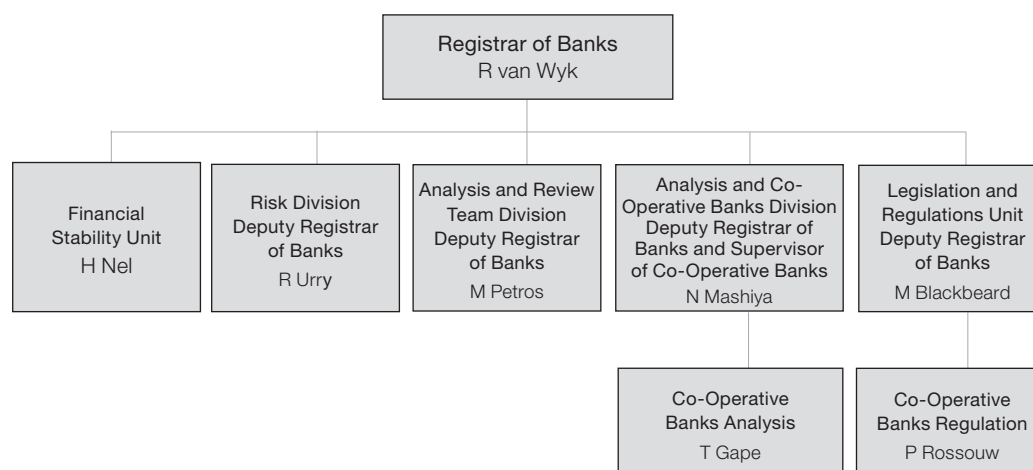 Registrar of Banks
R van Wyk
Financial
Stability Unit
H Nel
Risk Division
Deputy Registrar
of Banks
R Urry
Analysis and Review
Team Division
Deputy Registrar
of Banks
M Petros
Analysis and Co-
Operative Banks Division
Deputy Registrar of
Banks and Supervisor
of Co-Operative Banks
N Mashiya
Legislation and
Regulations Unit
Deputy Registrar
of Banks
M Blackbeard
Co-Operative
Banks Analysis
T Gape
Co-Operative
Banks Regulation
P Rossouw